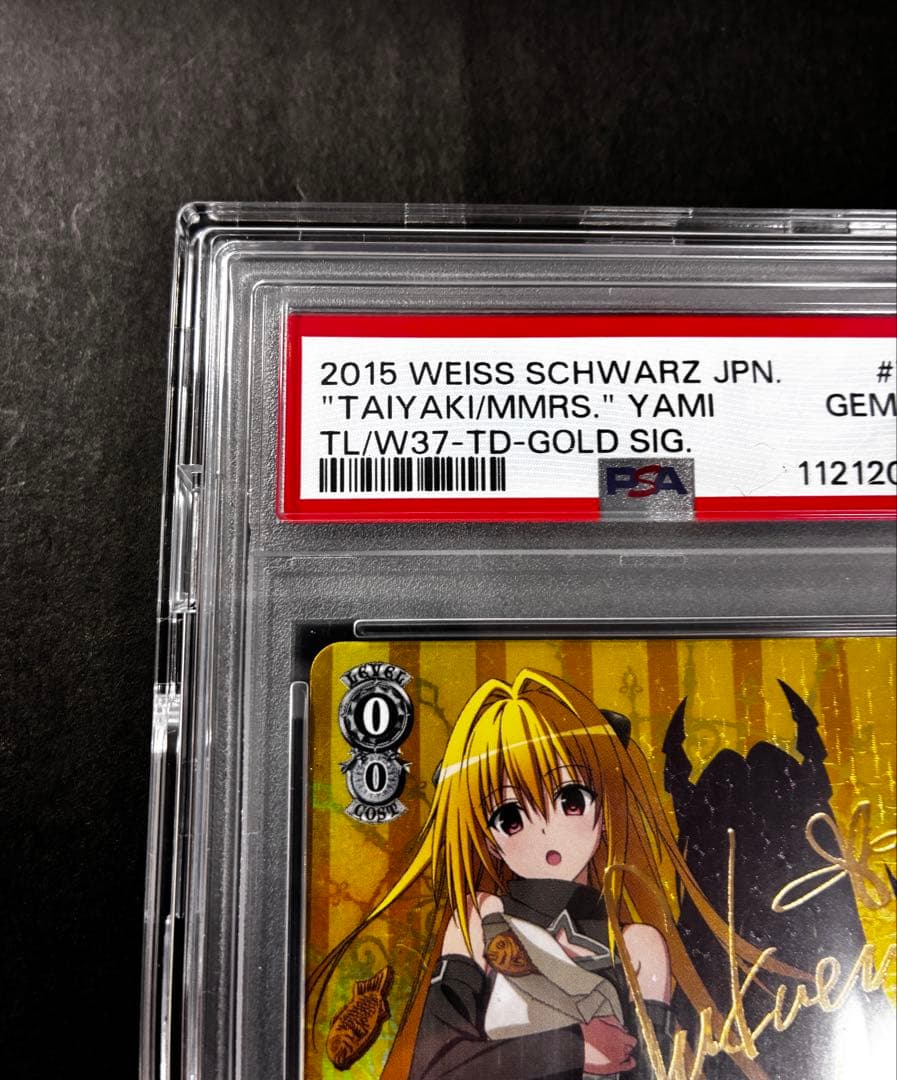 2015 WEISS SCHWARZ JPN. #
"TAIYAKI/MMRS." YAMI GEM
TL/W37-TD-GOLD SIG.
PSA 112120
LEVEL
0
0
COST